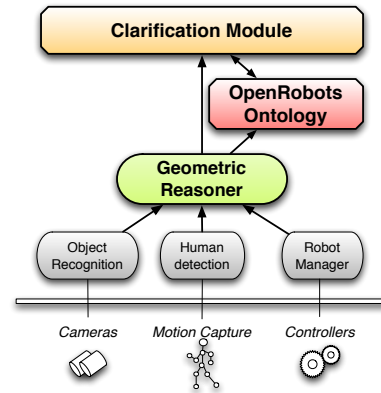 Clarification Module
OpenRobots
Ontology
Geometric
Reasoner
Object
Recognition
Human
detection
Robot
Manager
Cameras
Motion Capture
Controllers